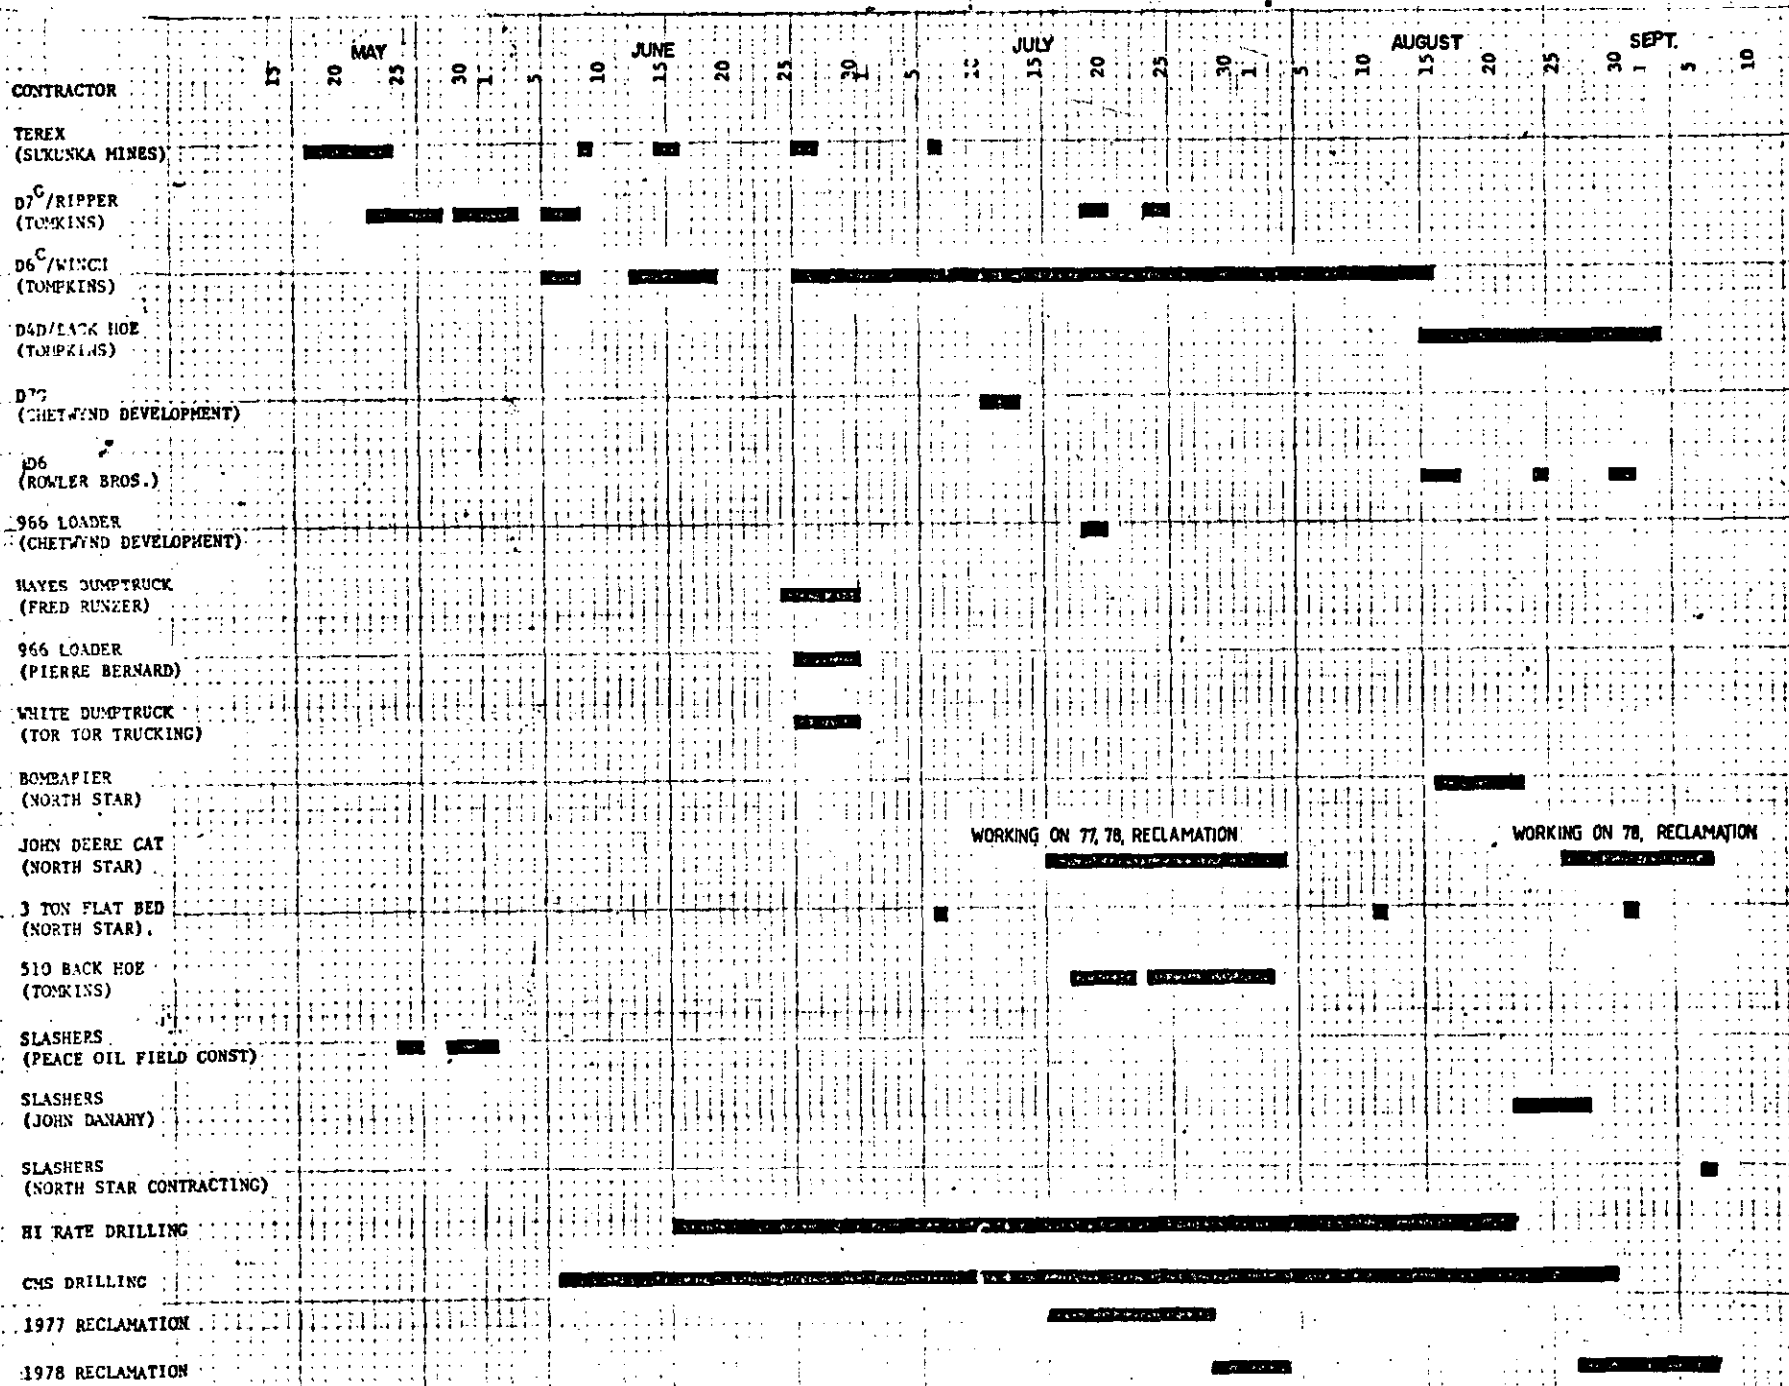 MAY JUNE JULY AUGUST SEPT.
15 20 25 30 1 5 10 15 20 25 30 1 5 15 20 25 30 1 5 10 15 20 25 30 1 5 10
CONTRACTOR
TEREX
(SUKUNKA MINES)
D7C/RIPPER
(TOMKINS)
D6C/WINCH
(TOMPKINS)
D4D/BACK HOE
(TOMPKINS)
(CHETWYND DEVELOPMENT)
D6
(ROWLER BROS.)
966 LOADER
(CHETWYND DEVELOPMENT)
HAYES DUMPTRUCK
(FRED RUNZER)
966 LOADER
(PIERRE BERNARD)
WHITE DUMPTRUCK
(TOR TOR TRUCKING)
BOMBARIER
(NORTH STAR)
WORKING ON 77, 78, RECLAMATION WORKING ON 78, RECLAMATION
JOHN DEERE CAT
(NORTH STAR)
3 TON FLAT BED
(NORTH STAR).
510 BACK HOE
(TOMKINS)
SLASHERS
(PEACE OIL FIELD CONST)
SLASHERS
(JOHN DANAHY)
SLASHERS
(NORTH STAR CONTRACTING)
HI RATE DRILLING
CMS DRILLING
1977 RECLAMATION
1978 RECLAMATION